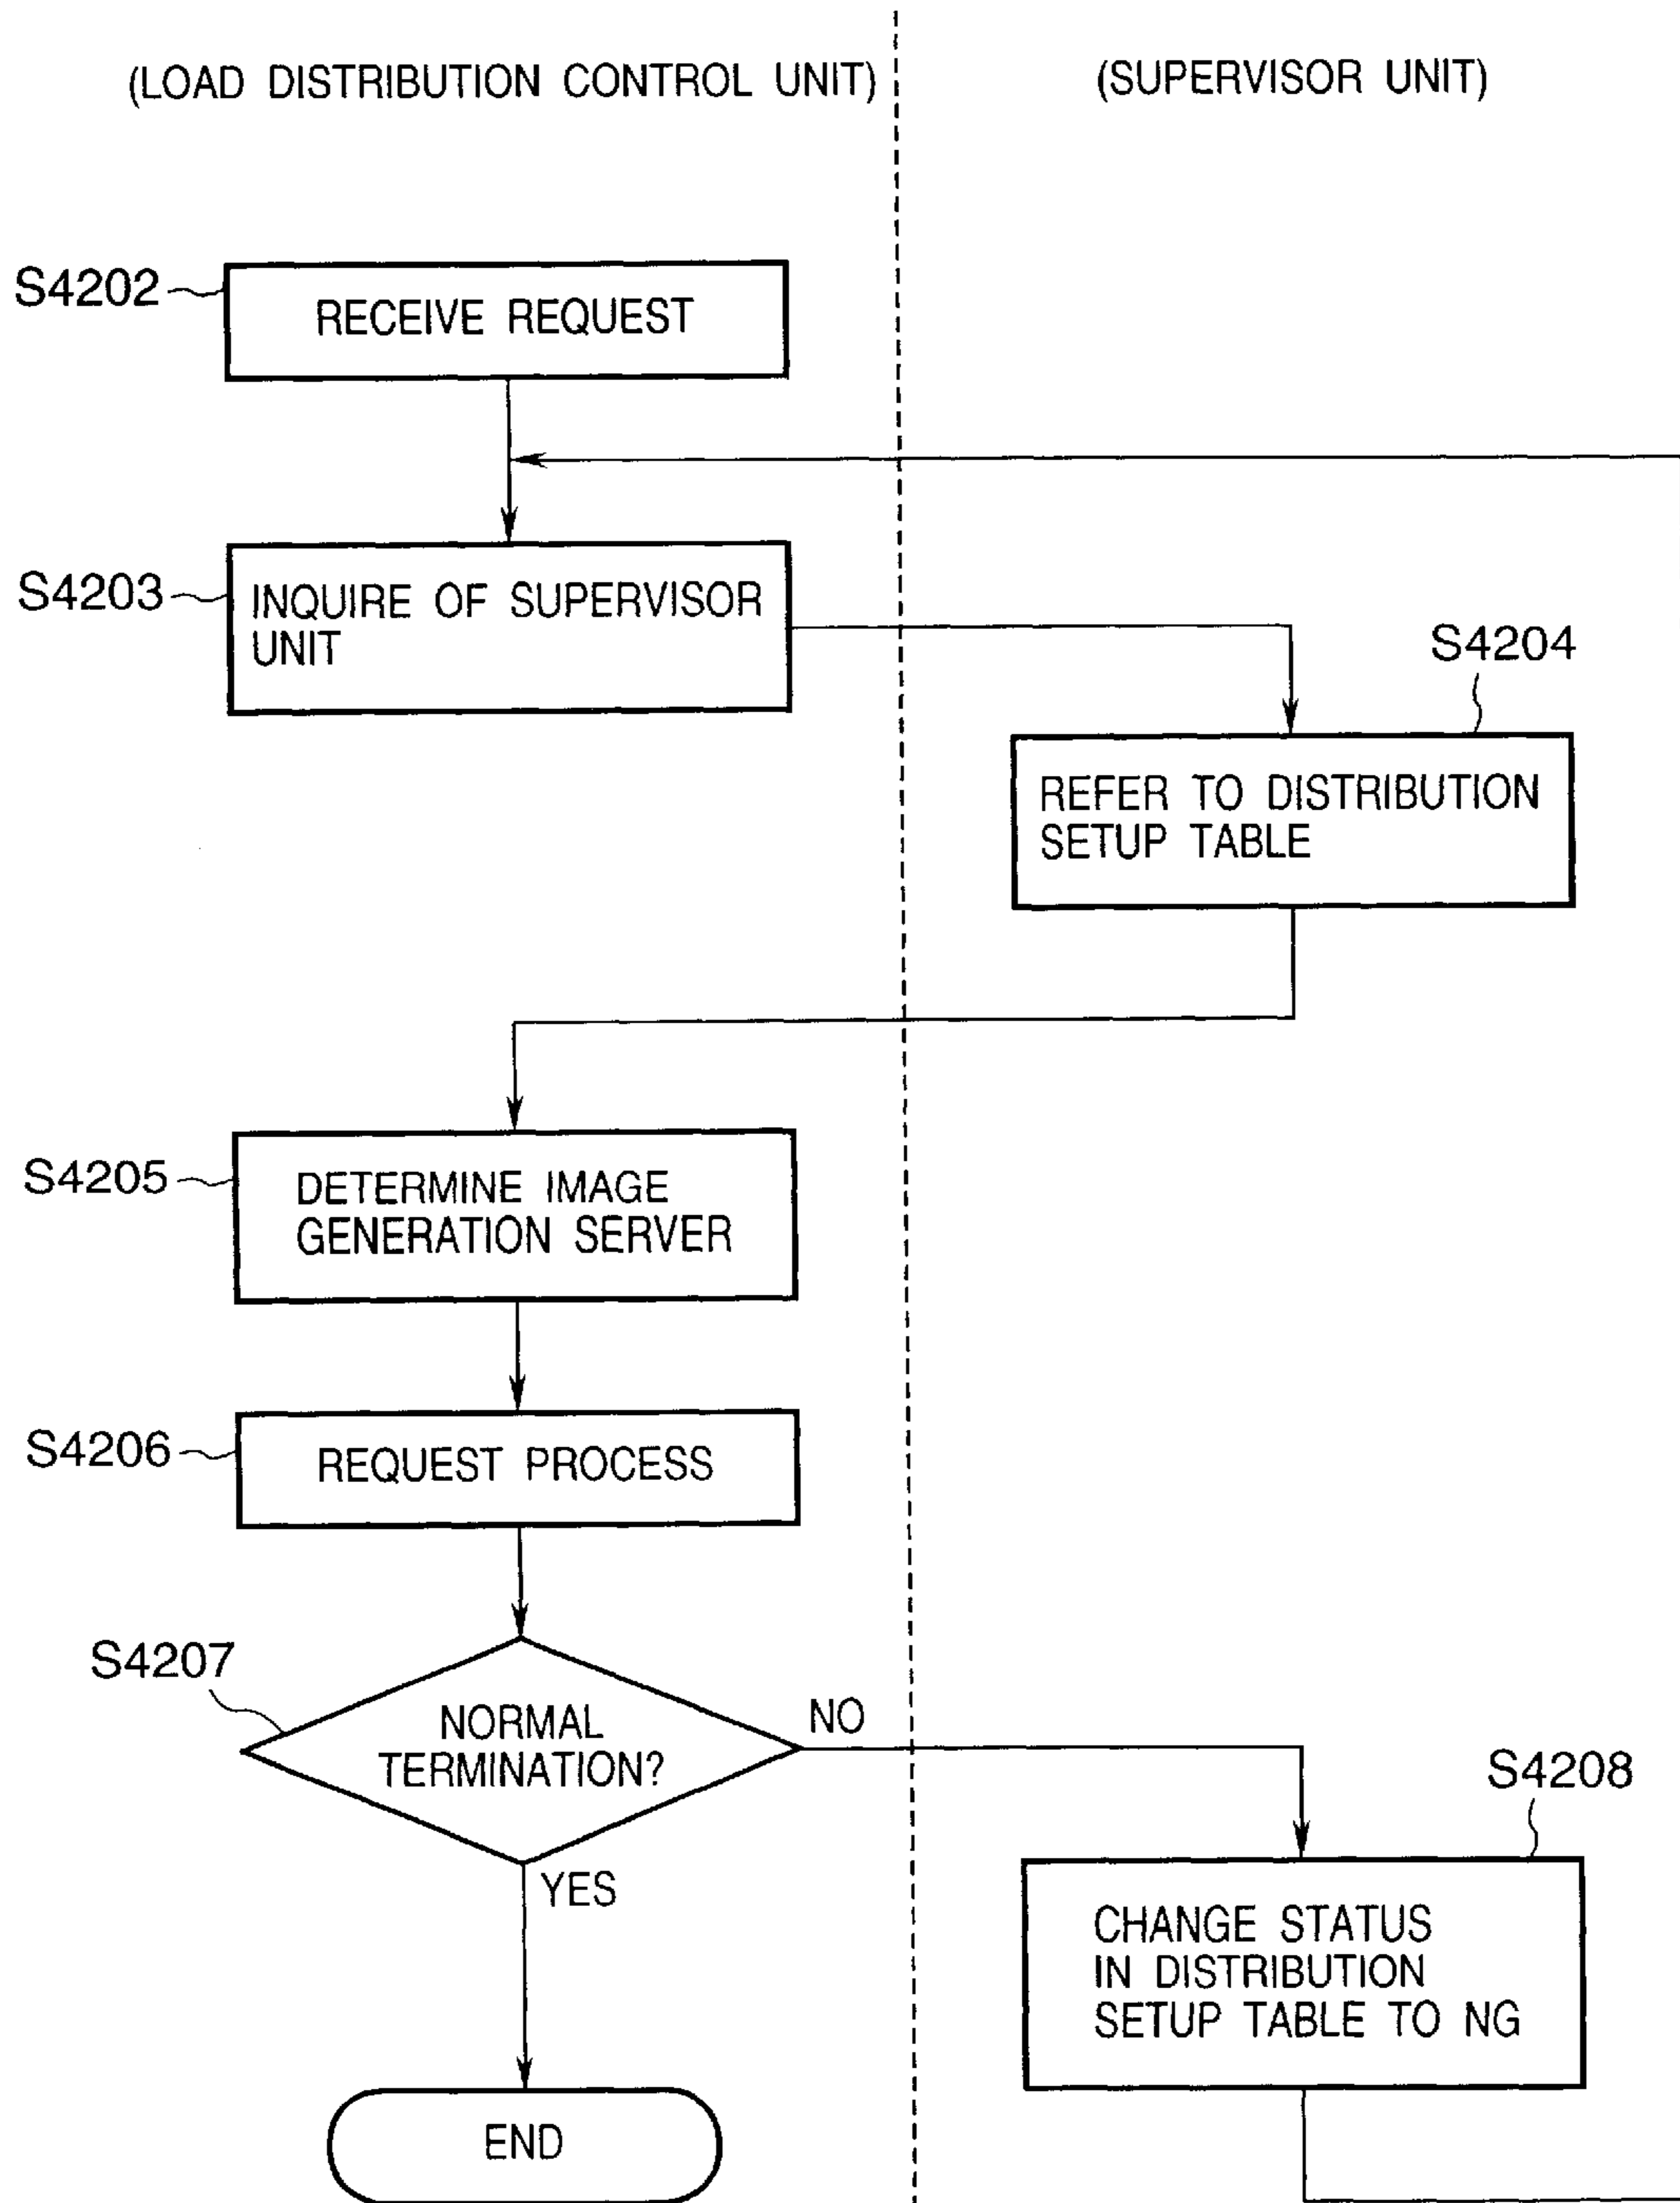 (LOAD DISTRIBUTION CONTROL UNIT)
(SUPERVISOR UNIT)
S4202
RECEIVE REQUEST
S4203
INQUIRE OF SUPERVISOR
UNIT
S4204
REFER TO DISTRIBUTION
SETUP TABLE
S4205
DETERMINE IMAGE
GENERATION SERVER
S4206
REQUEST PROCESS
S4207
NORMAL
TERMINATION?
NO
YES
S4208
CHANGE STATUS
IN DISTRIBUTION
SETUP TABLE TO NG
END